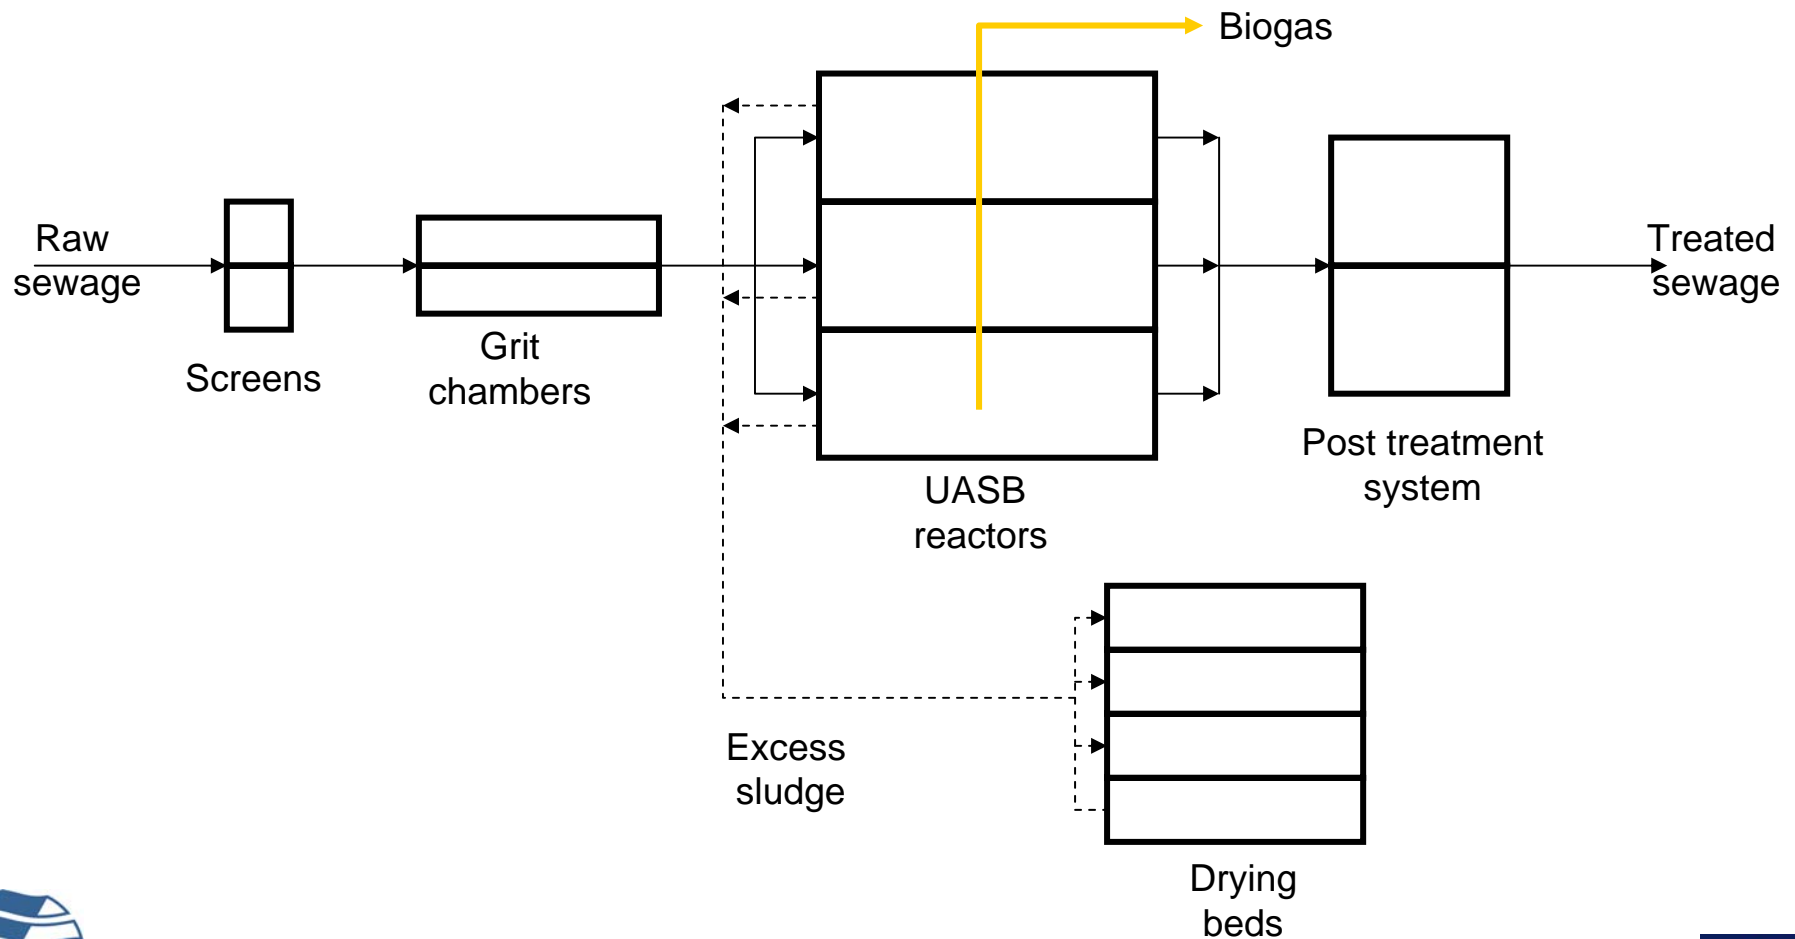 Biogas
Raw
sewage
Screens
Grit
chambers
UASB
reactors
Post treatment
system
Treated
sewage
Excess
sludge
Drying
beds